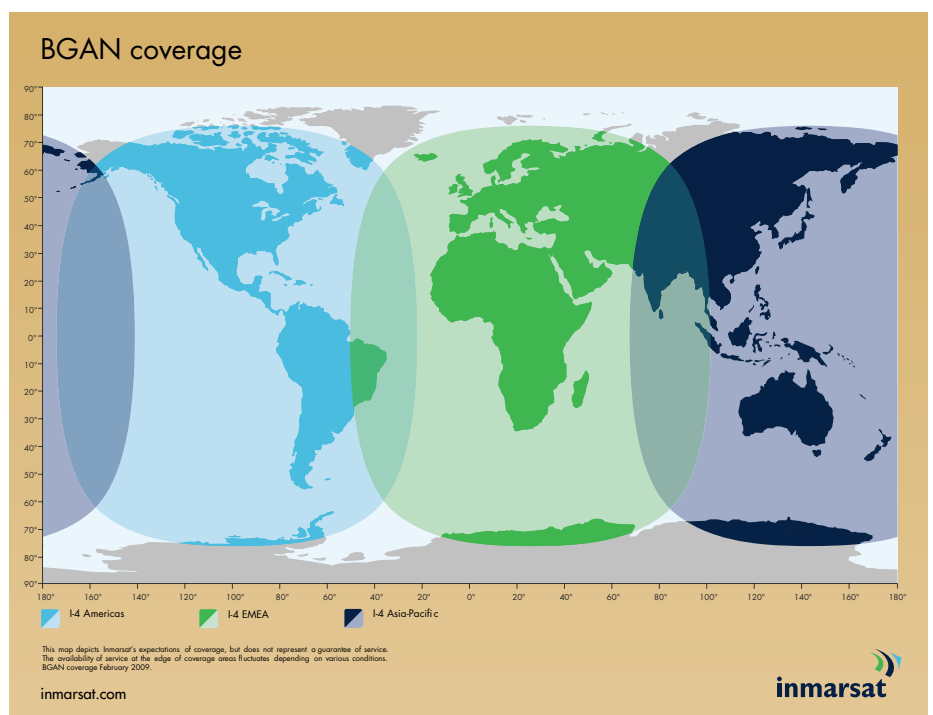 BGAN coverage
90°
80°
70°
60°
50°
40°
30°
20°
10°
0°
10°
20°
30°
40°
50°
60°
70°
80°
90°
180° 160° 140° 120° 100° 80° 60° 40° 20° 0° 20° 40° 60° 80° 100° 120° 140° 160° 180°
I-4 Americas I-4 EMEA I-4 Asia-Pacific
This map depicts Inmarsat's expectations of coverage, but does not represent a guarantee of service.
The availability of service at the edge of coverage areas fluctuates depending on various conditions.
BGAN coverage February 2009.
inmarsat.com
inmarsat